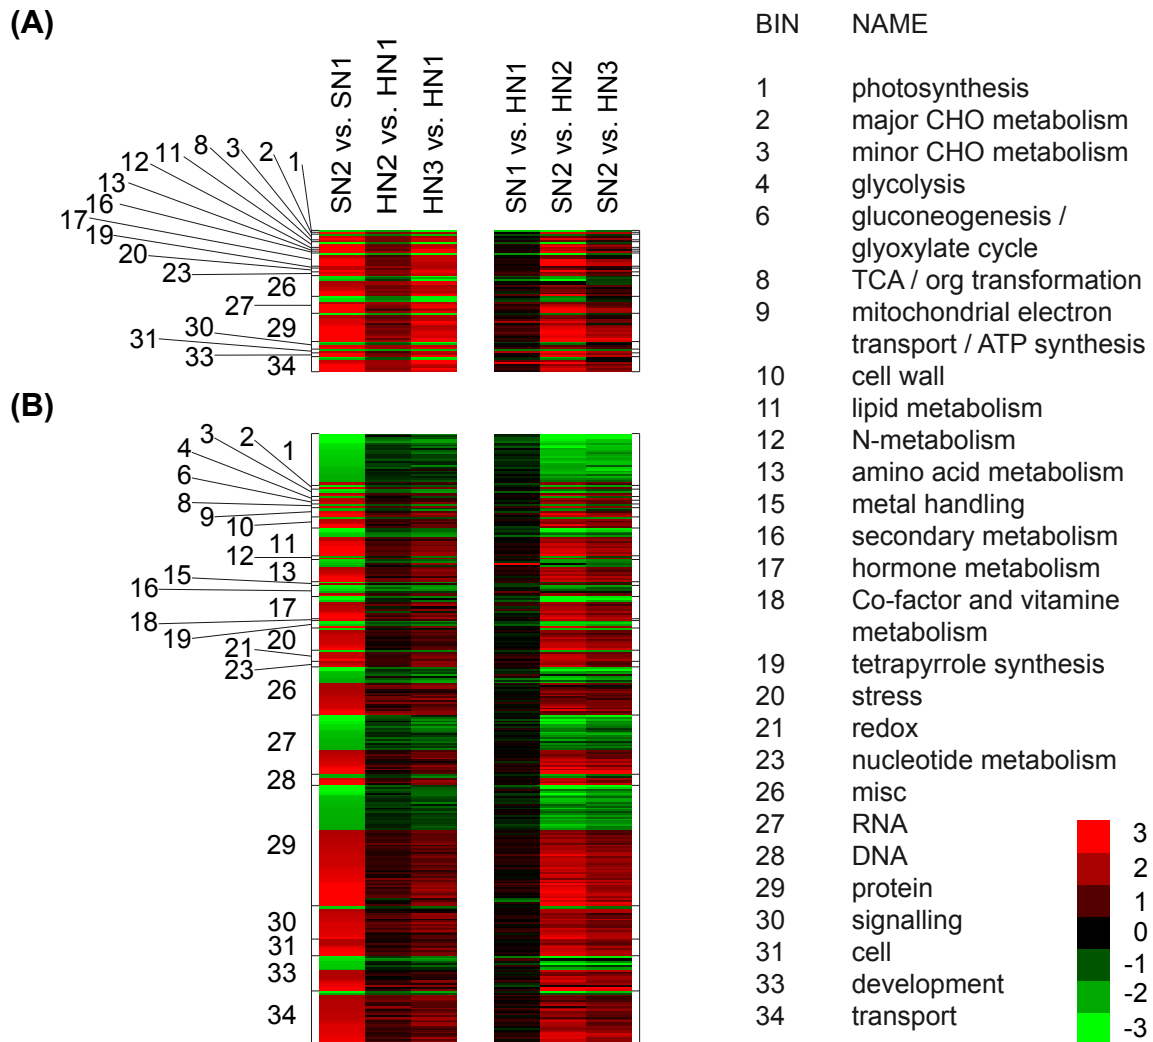 (A)
SN2 vs. SN1
HN2 vs. HN1
HN3 vs. HN1
SN1 vs. HN1
SN2 vs. HN2
SN2 vs. HN3
1
2
3
8
11
12
13
16
17
19
20
23
26
27
29
30
31
33
34
(B)
1
2
3
4
6
8
9
10
11
12
13
15
16
17
18
19
20
21
23
26
27
28
29
30
31
33
34
BIN NAME
1 photosynthesis
2 major CHO metabolism
3 minor CHO metabolism
4 glycolysis
6 gluconeogenesis /
glyoxylate cycle
8 TCA / org transformation
9 mitochondrial electron
transport / ATP synthesis
10 cell wall
11 lipid metabolism
12 N-metabolism
13 amino acid metabolism
15 metal handling
16 secondary metabolism
17 hormone metabolism
18 Co-factor and vitamine
metabolism
19 tetrapyrrole synthesis
20 stress
21 redox
23 nucleotide metabolism
26 misc
27 RNA
28 DNA
29 protein
30 signalling
31 cell
33 development
34 transport
3
2
1
0
-1
-2
-3